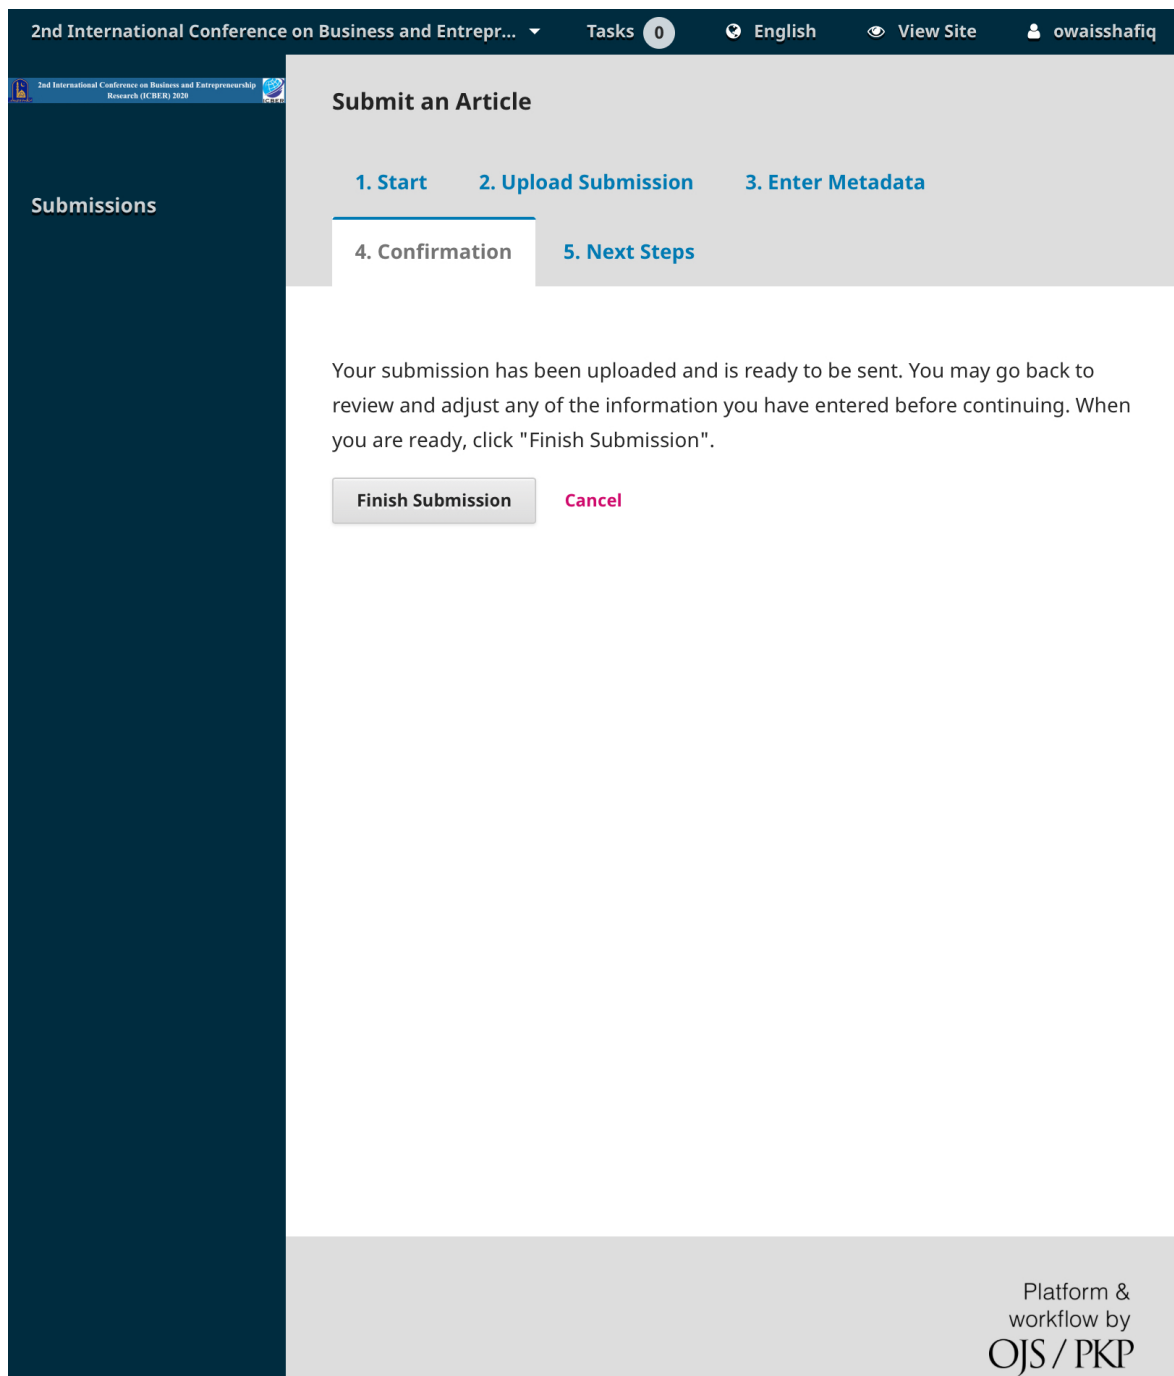 2nd International Conference on Business and Entrepr... Tasks 0 English View Site owaisshafiq
2nd International Conference on Business and Entrepreneurship
Research (ICBER) 2020
ICBER
Submit an Article
1. Start 2. Upload Submission 3. Enter Metadata
Submissions
4. Confirmation 5. Next Steps
Your submission has been uploaded and is ready to be sent. You may go back to
review and adjust any of the information you have entered before continuing. When
you are ready, click "Finish Submission".
Finish Submission Cancel
Platform &
workflow by
OJS / PKP